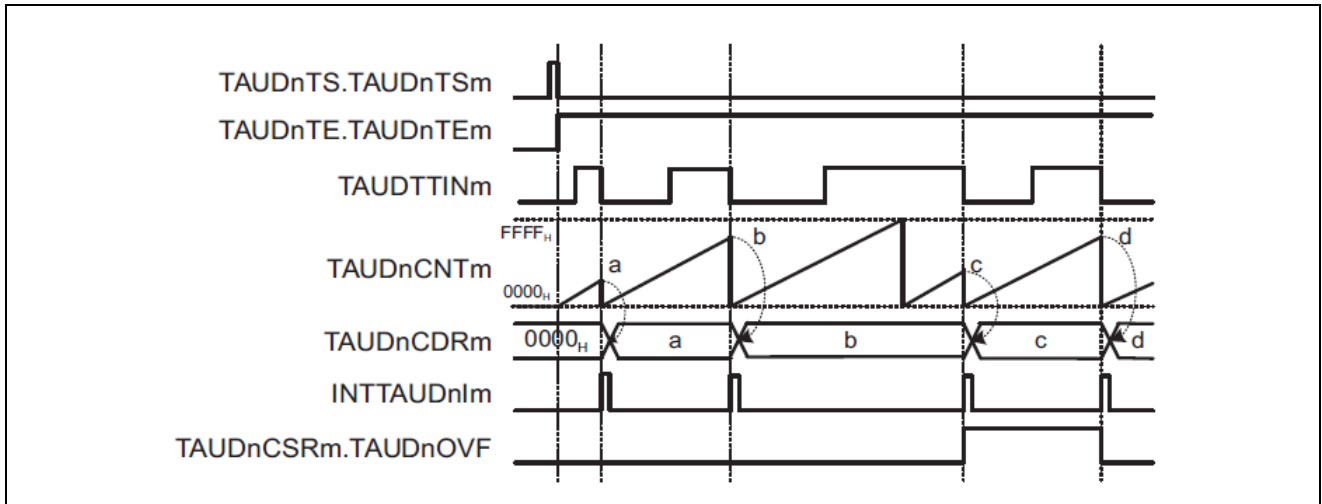 TAUDnTS.TAUDnTSm
TAUDnTE.TAUDnTEm
TAUDTTINm
FFFFH
b
d
a
c
TAUDnCNTm
0000H
TAUDnCDRm
0000H
a
b
c
d
INTTAUDnIm
TAUDnCSRm.TAUDnOVF